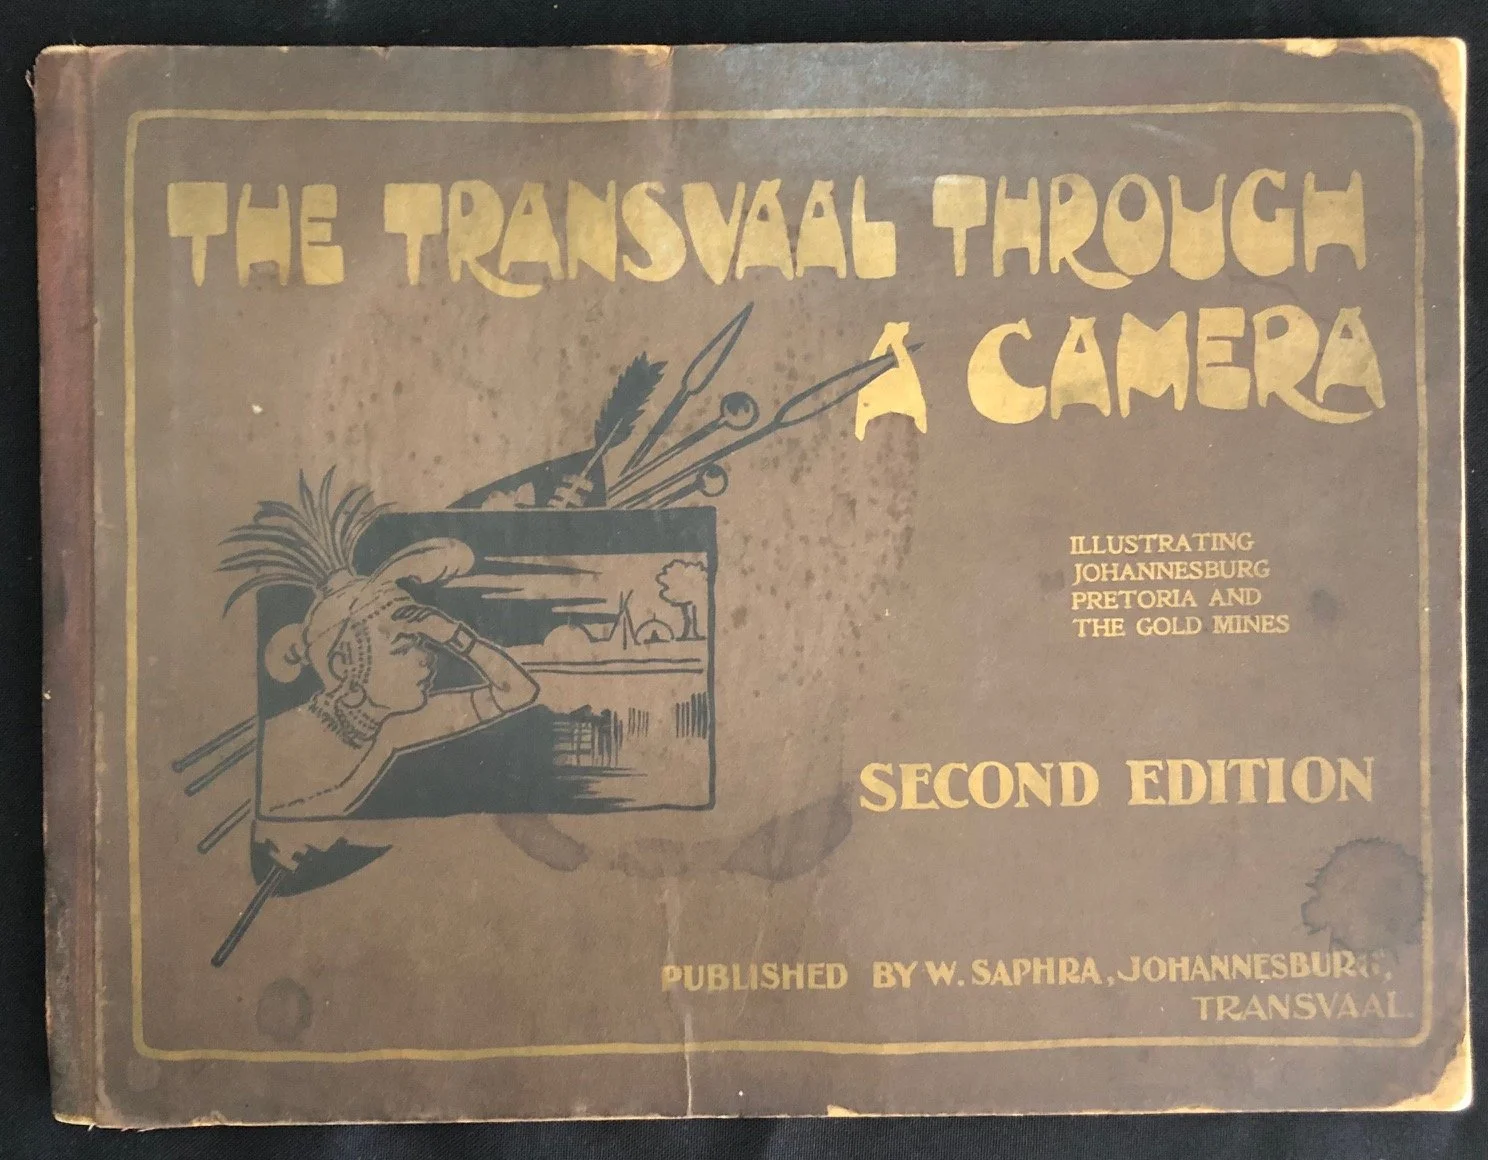 THE TRANSVAAL THROUGH
A CAMERA
ILLUSTRATING
JOHANNESBURG
PRETORIA AND
THE GOLD MINES
SECOND EDITION
PUBLISHED BY W. SAPHRA, JOHANNESBURG,
TRANSVAAL.